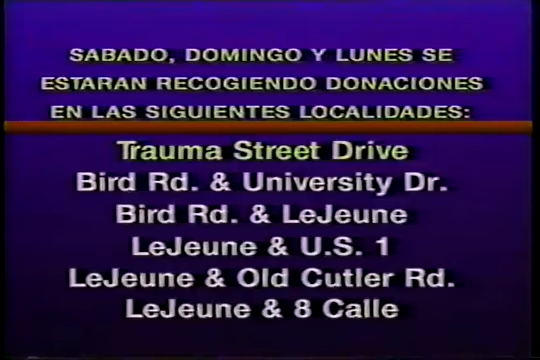 SABADO, DOMINGO Y LUNES SE
ESTARAN RECOGIENDO DONACIONES
EN LAS SIGUIENTES LOCALIDADES:
Trauma Street Drive
Bird Rd. & University Dr.
Bird Rd. & LeJeune
LeJeune & U.S. 1
LeJeune & Old Cutler Rd.
LeJeune & 8 Calle